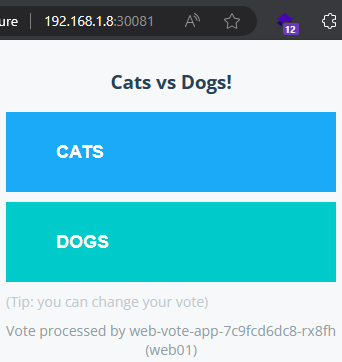 ure 192.168.1.8:30081
12
Cats vs Dogs!
CATS
DOGS
(Tip: you can change your vote)
Vote processed by web-vote-app-7c9fcd6dc8-rx8fh
(web01)